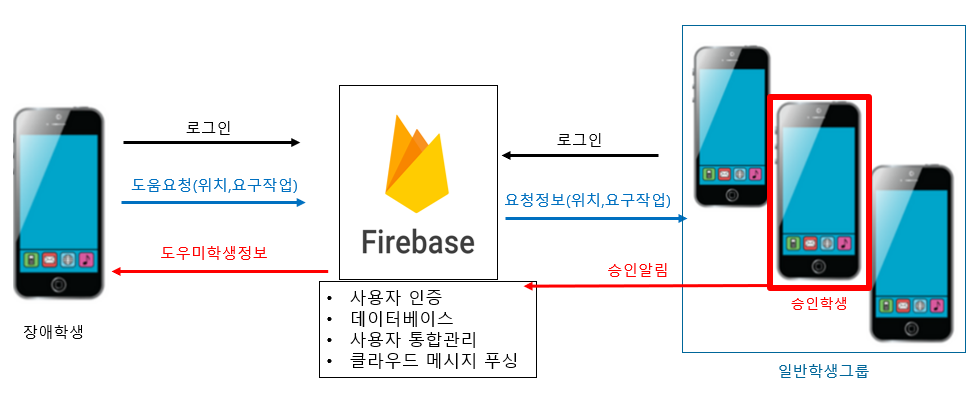 로그인
도움요청(위치,요구작업)
도우미학생정보
장애학생
Firebase
• 사용자 인증
• 데이터베이스
• 사용자 통합관리
• 클라우드 메시지 푸싱
로그인
요청정보(위치,요구작업)
승인알림
승인학생
일반학생그룹